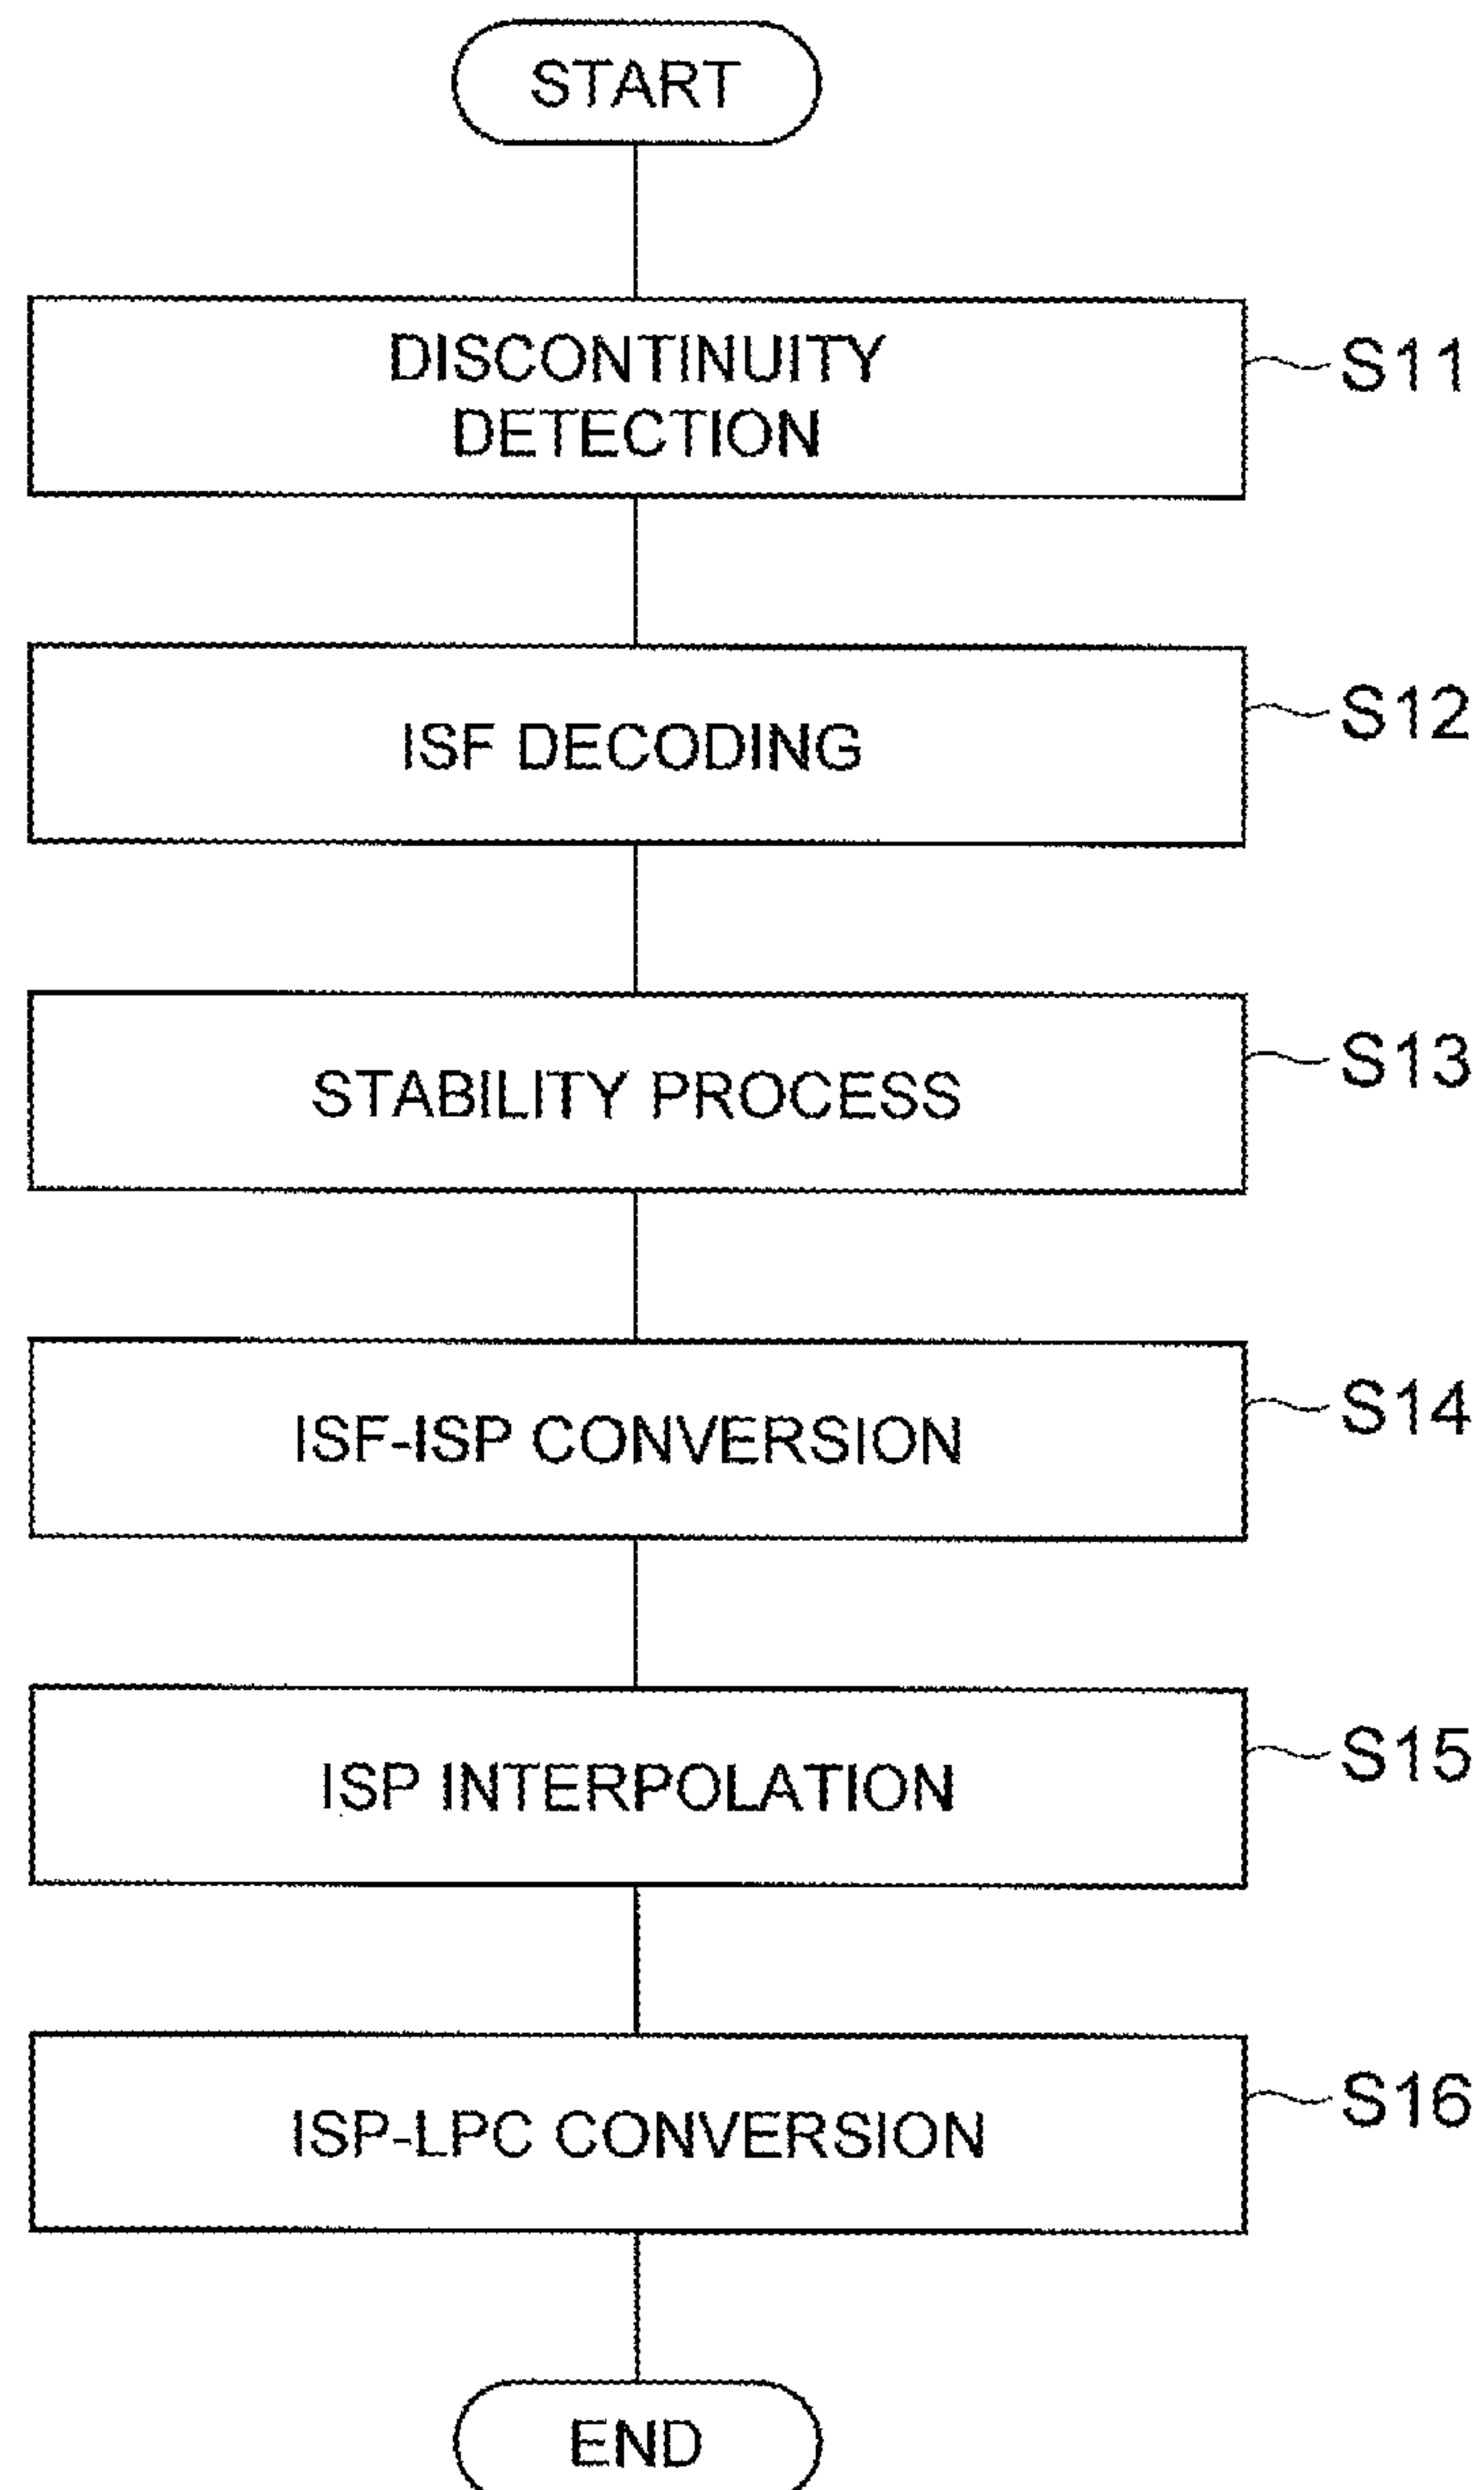 START
DISCONTINUITY
DETECTION
S11
ISF DECODING
S12
STABILITY PROCESS
S13
ISF-ISP CONVERSION
S14
ISP INTERPOLATION
S15
ISP-LPC CONVERSION
S16
END